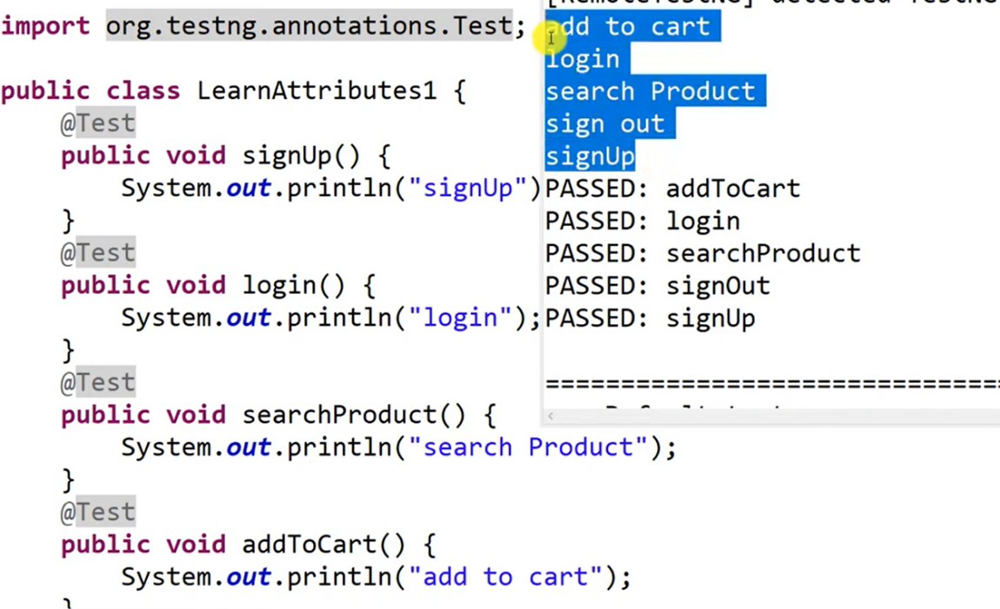 import org.testng.annotations.Test;
public class LearnAttributes1 {
@Test
public void signUp() {
System.out.println("signUp")
}
@Test
public void login() {
System.out.println("login");
}
@Test
public void searchProduct() {
System.out.println("search Product");
}
@Test
public void addToCart() {
System.out.println("add to cart");
}
[RemoteTestNG] detected TestNG
add to cart
login
search Product
sign out
signUp
PASSED: addToCart
PASSED: login
PASSED: searchProduct
PASSED: signOut
PASSED: signUp
==============================